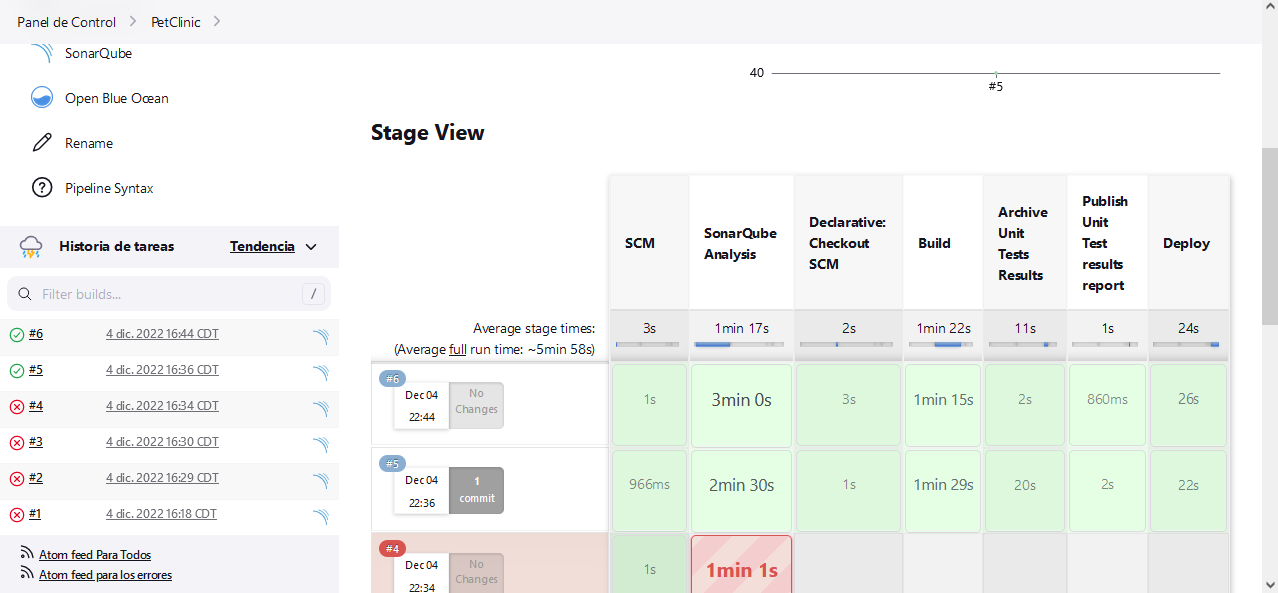 Panel de Control
PetClinic
SonarQube
Open Blue Ocean
Rename
Pipeline Syntax
Historia de tareas
Tendencia
Filter builds...
/
#6 4 dic. 2022 16:44 CDT
#5 4 dic. 2022 16:36 CDT
#4 4 dic. 2022 16:34 CDT
#3 4 dic. 2022 16:30 CDT
#2 4 dic. 2022 16:29 CDT
#1 4 dic. 2022 16:18 CDT
Atom feed Para Todos
Atom feed para los errores
40
#5
Stage View
SCM
SonarQube
Analysis
Declarative:
Checkout
SCM
Build
Archive
Unit
Tests
Results
Publish
Unit
Test
results
report
Deploy
Average stage times:
(Average full run time: ~5min 58s)
3s 1min 17s 2s 1min 22s 11s 1s 24s
#6
Dec 04
22:44
No
Changes
1s 3min 0s 3s 1min 15s 2s 860ms 26s
#5
Dec 04
22:36
1
commit
966ms 2min 30s 1s 1min 29s 20s 2s 22s
#4
Dec 04
22:34
No
Changes
1s 1min 1s